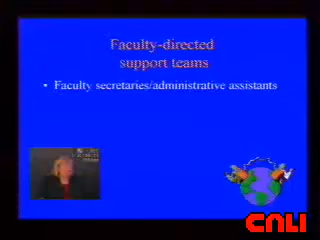 Faculty-directed
support teams
• Faculty secretaries/administrative assistants
CNLI